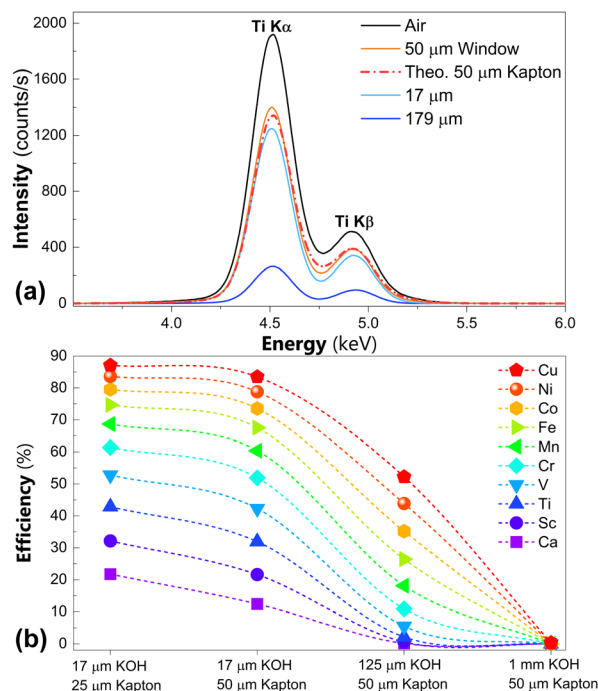 2000
1600
1200
800
400
0
Intensity (counts/s)
Ti Kα
Ti Kβ
Air
50 μm Window
Theo. 50 μm Kapton
17 μm
179 μm
(a)
4.0 4.5 5.0 5.5 6.0
Energy (keV)
90
80
70
60
50
40
30
20
10
0
Efficiency (%)
Cu
Ni
Co
Fe
Mn
Cr
V
Ti
Sc
Ca
(b)
17 μm KOH 17 μm KOH 125 μm KOH 1 mm KOH
25 μm Kapton 50 μm Kapton 50 μm Kapton 50 μm Kapton